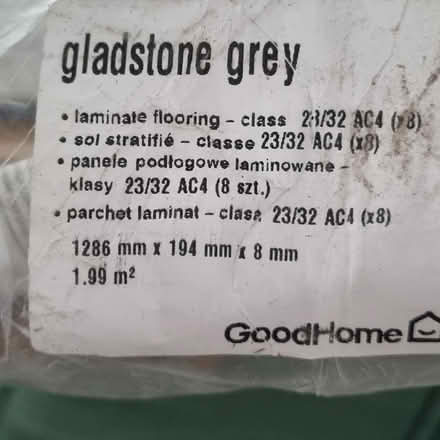 gladstone grey
• laminate flooring – class 23/32 AC4 (x8)
• sol stratifié – classe 23/32 AC4 (x8)
• panele podłogowe laminowane –
klasy 23/32 AC4 (8 szt.)
• parchet laminat – clasa 23/32 AC4 (x8)
1286 mm x 194 mm x 8 mm
1.99 m²
GoodHome